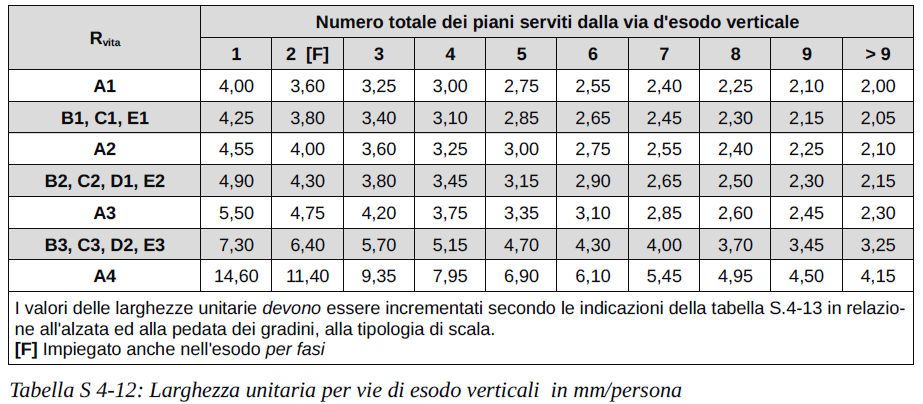 Rvita Numero totale dei piani serviti dalla via d'esodo verticale
1 2 [F] 3 4 5 6 7 8 9 > 9
A1 4,00 3,60 3,25 3,00 2,75 2,55 2,40 2,25 2,10 2,00
B1, C1, E1 4,25 3,80 3,40 3,10 2,85 2,65 2,45 2,30 2,15 2,05
A2 4,55 4,00 3,60 3,25 3,00 2,75 2,55 2,40 2,25 2,10
B2, C2, D1, E2 4,90 4,30 3,80 3,45 3,15 2,90 2,65 2,50 2,30 2,15
A3 5,50 4,75 4,20 3,75 3,35 3,10 2,85 2,60 2,45 2,30
B3, C3, D2, E3 7,30 6,40 5,70 5,15 4,70 4,30 4,00 3,70 3,45 3,25
A4 14,60 11,40 9,35 7,95 6,90 6,10 5,45 4,95 4,50 4,15
I valori delle larghezze unitarie devono essere incrementati secondo le indicazioni della tabella S.4-13 in relazio-
ne all'alzata ed alla pedata dei gradini, alla tipologia di scala.
[F] Impiegato anche nell'esodo per fasi
Tabella S 4-12: Larghezza unitaria per vie di esodo verticali in mm/persona